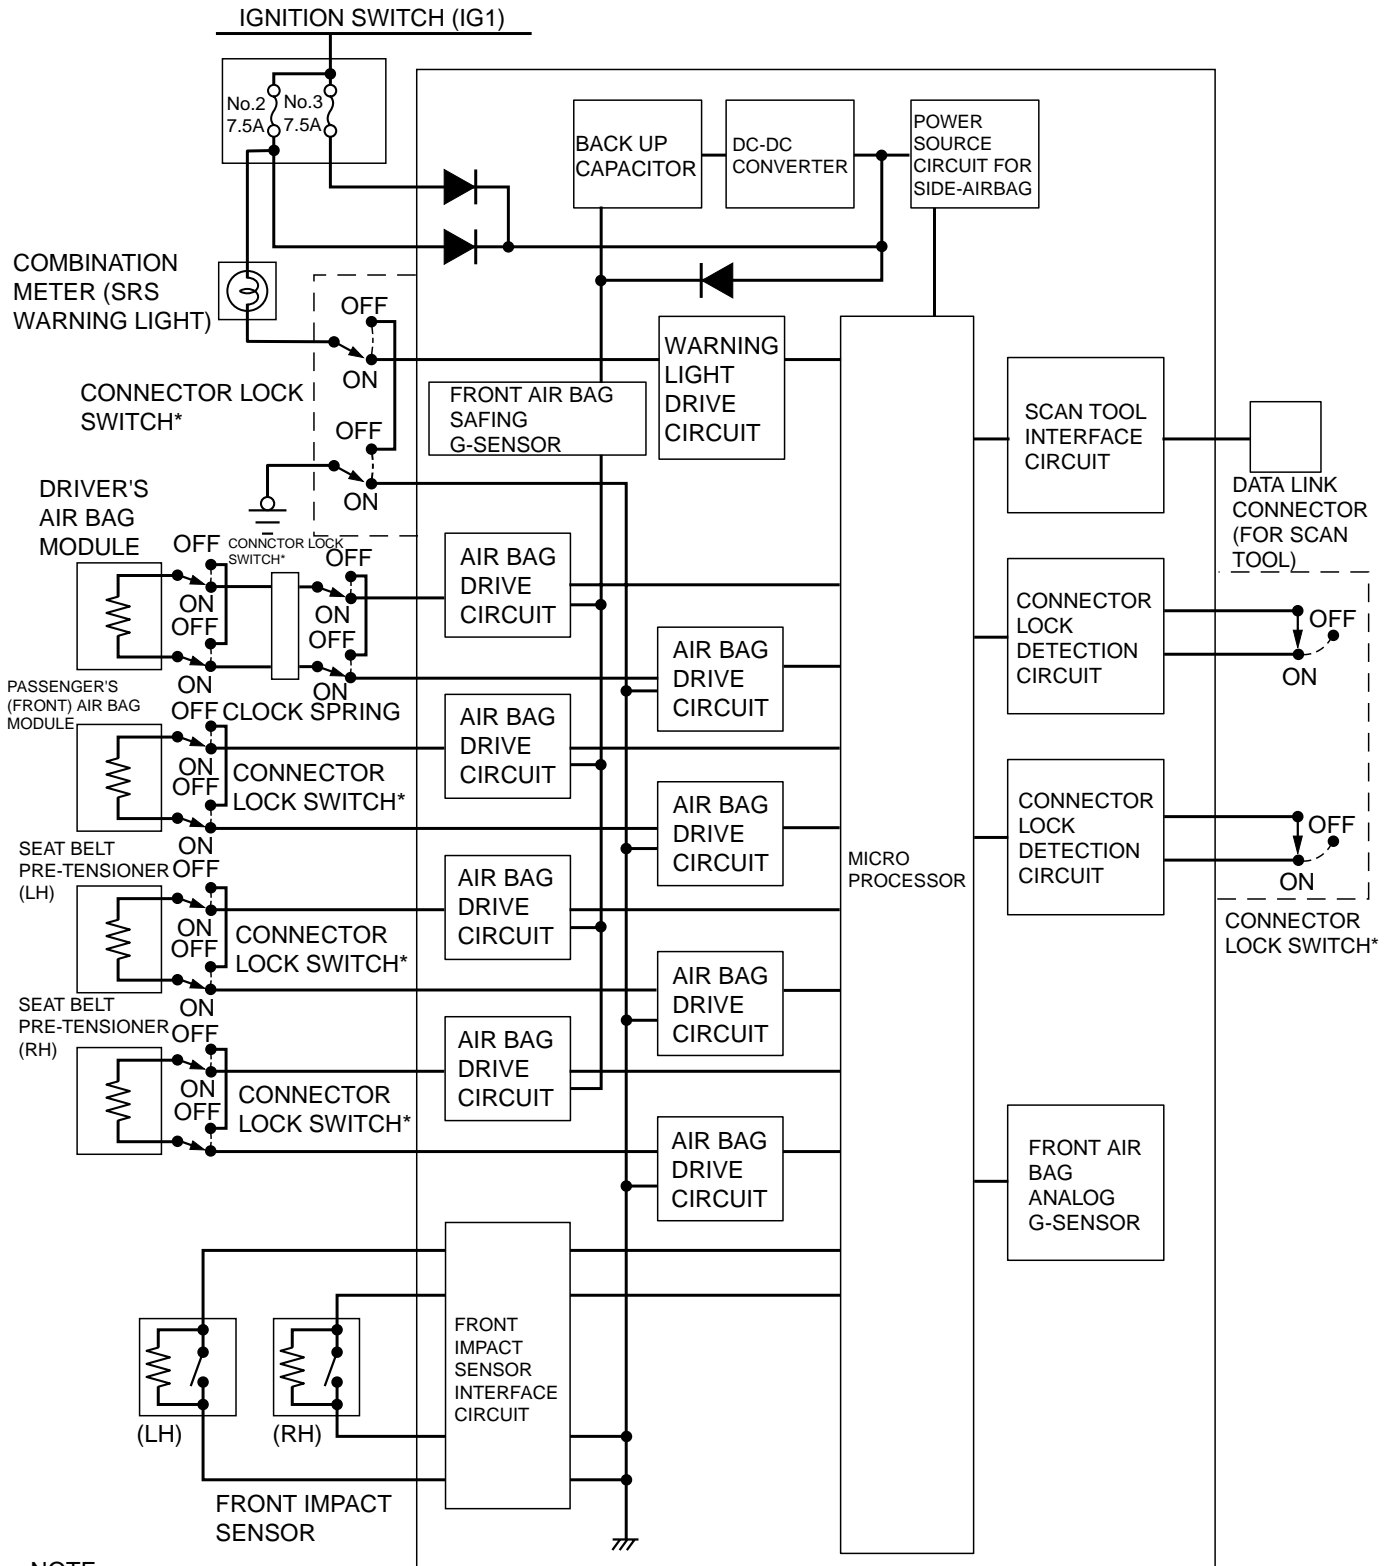 IGNITION SWITCH (IG1)
No.2
7.5A
No.3
7.5A
BACK UP
CAPACITOR
DC-DC
CONVERTER
POWER
SOURCE
CIRCUIT FOR
SIDE-AIRBAG
COMBINATION
METER (SRS
WARNING LIGHT)
OFF
ON
CONNECTOR LOCK
SWITCH*
OFF
ON
FRONT AIR BAG
SAFING
G-SENSOR
WARNING
LIGHT
DRIVE
CIRCUIT
SCAN TOOL
INTERFACE
CIRCUIT
DATA LINK
CONNECTOR
(FOR SCAN
TOOL)
DRIVER'S
AIR BAG
MODULE
OFF
ON
OFF
ON
CONNCTOR LOCK
SWITCH*
OFF
ON
OFF
ON
CLOCK SPRING
AIR BAG
DRIVE
CIRCUIT
AIR BAG
DRIVE
CIRCUIT
CONNECTOR
LOCK
DETECTION
CIRCUIT
OFF
ON
PASSENGER'S
(FRONT) AIR BAG
MODULE
OFF
ON
OFF
ON
CONNECTOR
LOCK SWITCH*
AIR BAG
DRIVE
CIRCUIT
AIR BAG
DRIVE
CIRCUIT
MICRO
PROCESSOR
CONNECTOR
LOCK
DETECTION
CIRCUIT
OFF
ON
CONNECTOR
LOCK SWITCH*
SEAT BELT
PRE-TENSIONER
(LH)
OFF
ON
OFF
ON
CONNECTOR
LOCK SWITCH*
AIR BAG
DRIVE
CIRCUIT
AIR BAG
DRIVE
CIRCUIT
SEAT BELT
PRE-TENSIONER
(RH)
OFF
ON
OFF
CONNECTOR
LOCK SWITCH*
AIR BAG
DRIVE
CIRCUIT
AIR BAG
DRIVE
CIRCUIT
FRONT AIR
BAG
ANALOG
G-SENSOR
FRONT
IMPACT
SENSOR
INTERFACE
CIRCUIT
(LH)
(RH)
FRONT IMPACT
SENSOR